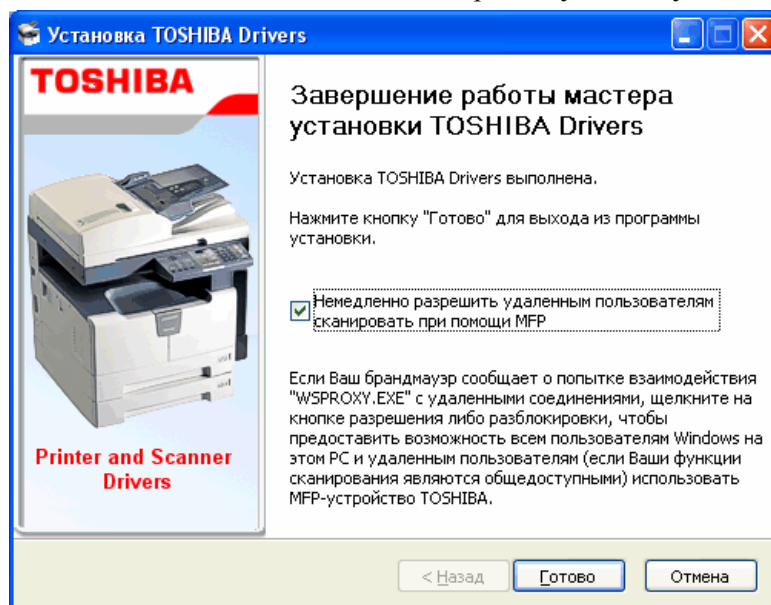 Установка TOSHIBA Drivers
TOSHIBA
Printer and Scanner
Drivers
Завершение работы мастера
установки TOSHIBA Drivers
Установка TOSHIBA Drivers выполнена.
Нажмите кнопку "Готово" для выхода из программы
установки.
Немедленно разрешить удаленным пользователям
сканировать при помощи MFP
Если Ваш брандмауэр сообщает о попытке взаимодействия
"WSPROXY.EXE" с удаленными соединениями, щелкните на
кнопке разрешения либо разблокировки, чтобы
предоставить возможность всем пользователям Windows на
этом PC и удаленным пользователям (если Ваши функции
сканирования являются общедоступными) использовать
MFP-устройство TOSHIBA.
< Назад
Готово
Отмена